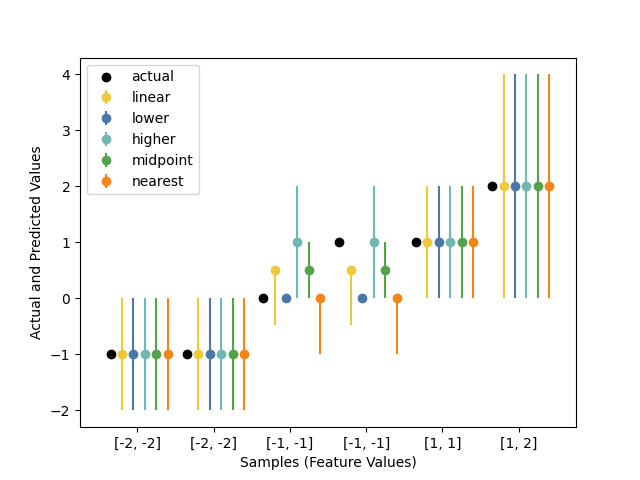 4
3
2
1
0
−1
−2
Actual and Predicted Values
actual
linear
lower
higher
midpoint
nearest
[-2, -2]
[-2, -2]
[-1, -1]
[-1, -1]
[1, 1]
[1, 2]
Samples (Feature Values)